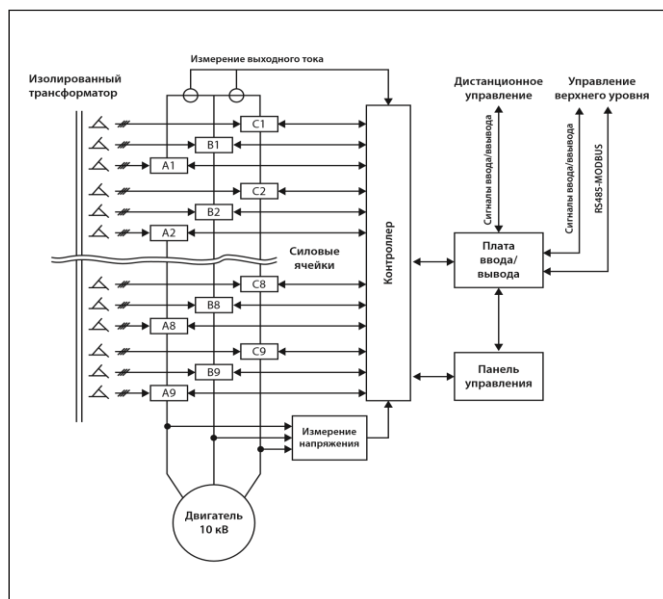 Измерение выходного тока
Изолированный
трансформатор
Дистанционное
управление
Управление
верхнего уровня
C1
B1
A1
C2
B2
A2
Силовые
ячейки
C8
B8
A8
C9
B9
A9
Контроллер
Сигналы ввода/ввывода
Сигналы ввода/ввывода
RS485-MODBUS
Плата
ввода/
вывода
Панель
управления
Измерение
напряжения
Двигатель
10 кВ